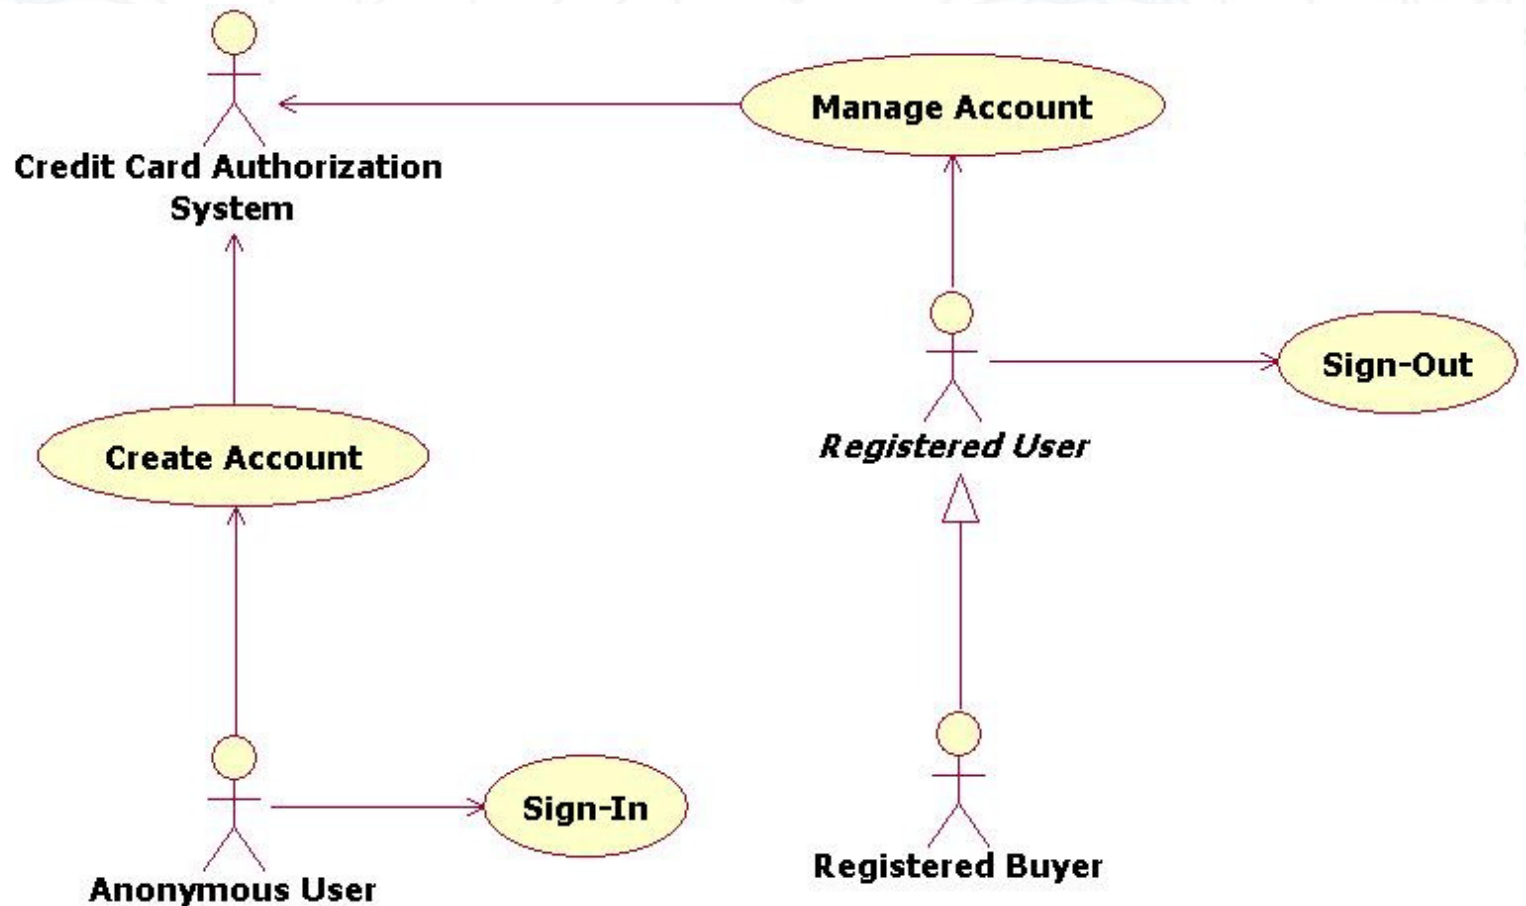 Manage Account
Credit Card Authorization
System
Sign-Out
Registered User
Create Account
Sign-In
Registered Buyer
Anonymous User